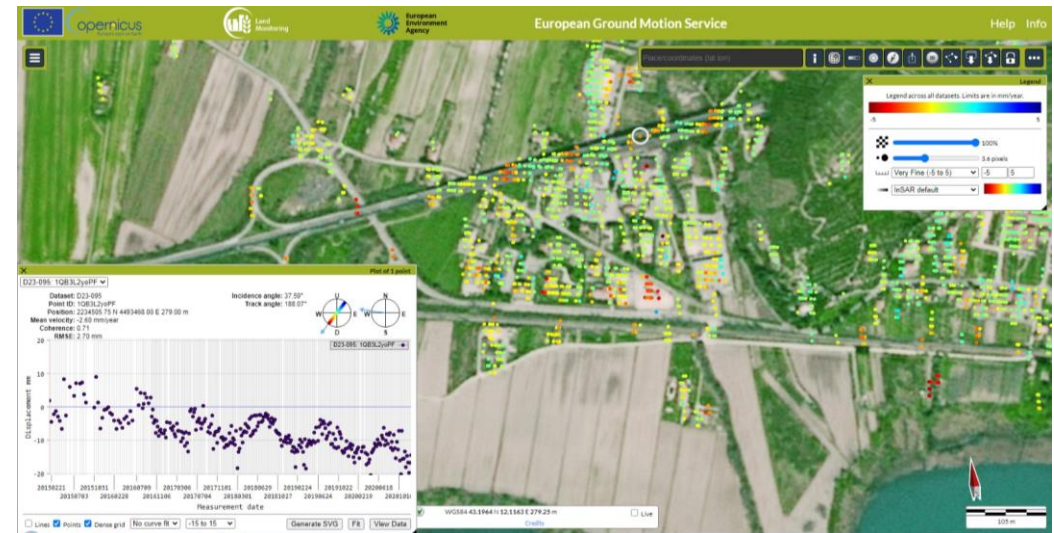 opernicus
Land
Monitoring
European
Environment
Agency
European Ground Motion Service
Help Info
Place/coordinates (lat lon)
Legend
Legend across all datasets. Limits are in mm/year.
-5 5
100%
3.6 pixels
Very Fine (-5 to 5) -5 5
InSAR default
Plot of 1 point
D23-095: 1QB3L2yoPF
Dataset: D23-095
Point ID: 1QB3L2yoPF
Position: 2234505.75 N 4493468.00 E 279.00 m
Mean velocity: -2.60 mm/year
Coherence: 0.71
RMSE: 2.70 mm
Incidence angle: 37.59°
Track angle: 188.07°
U
W E
D
N
W E
S
D23-095: 1QB3L2yoPF
20
10
0
-10
-20
Displacement mm
20150221 20151031 20160709 20170306 20171101 20180629 20190224 20191021 20200618
20150703 20160228 20161106 20170704 20180301 20181027 20190624 20200219 2020101
Measurement date
Lines Points Dense grid No curve fit -15 to 15 Generate SVG Fit View Data
WGS84 43.1964 N 12.1163 E 279.25 m Live
Credits
105 m